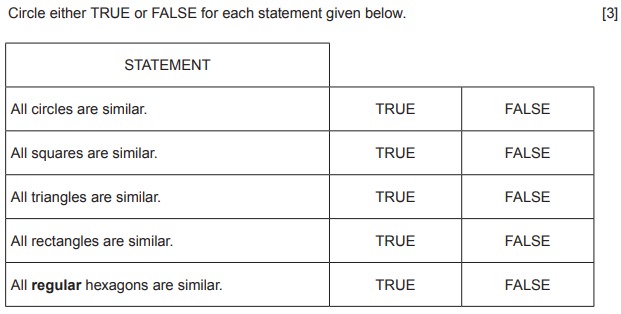 Circle either TRUE or FALSE for each statement given below. [3]
STATEMENT
All circles are similar. TRUE FALSE
All squares are similar. TRUE FALSE
All triangles are similar. TRUE FALSE
All rectangles are similar. TRUE FALSE
All regular hexagons are similar. TRUE FALSE